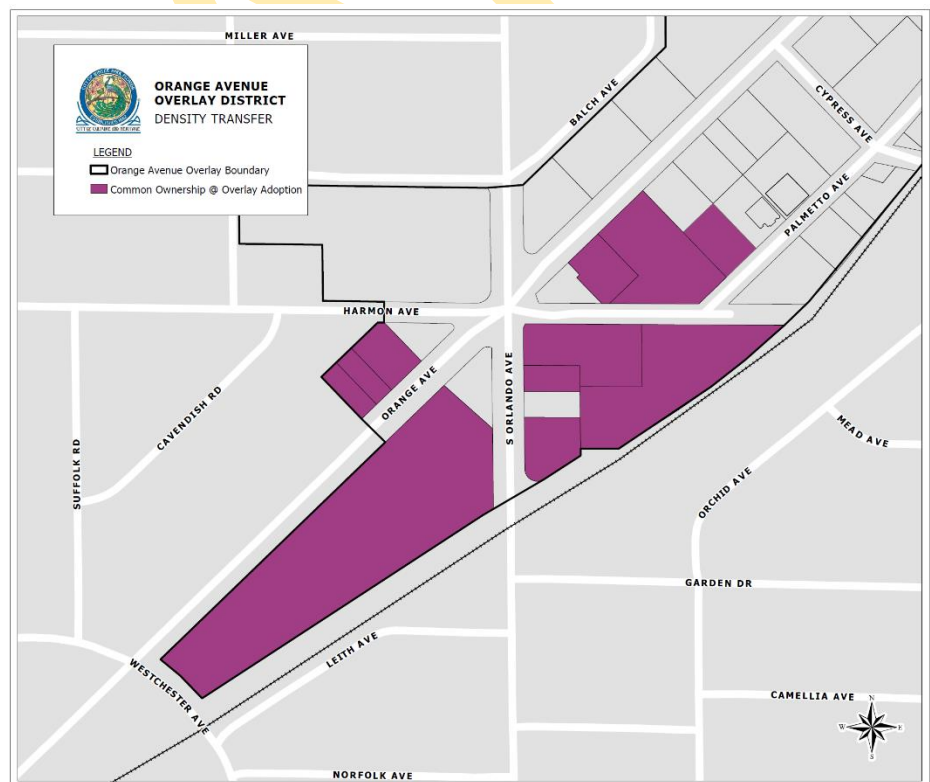 MILLER AVE
ORANGE AVENUE
OVERLAY DISTRICT
DENSITY TRANSFER
LEGEND
Orange Avenue Overlay Boundary
Common Ownership @ Overlay Adoption
BALCH AVE
CYPRESS AVE
PALMETTO AVE
HARMON AVE
ORANGE AVE
S ORLANDO AVE
CAVENDISH RD
SUFFOLK RD
MEAD AVE
ORCHID AVE
GARDEN DR
LEITH AVE
WESTCHESTER AVE
CAMELLIA AVE
N
W
E
S
NORFOLK AVE